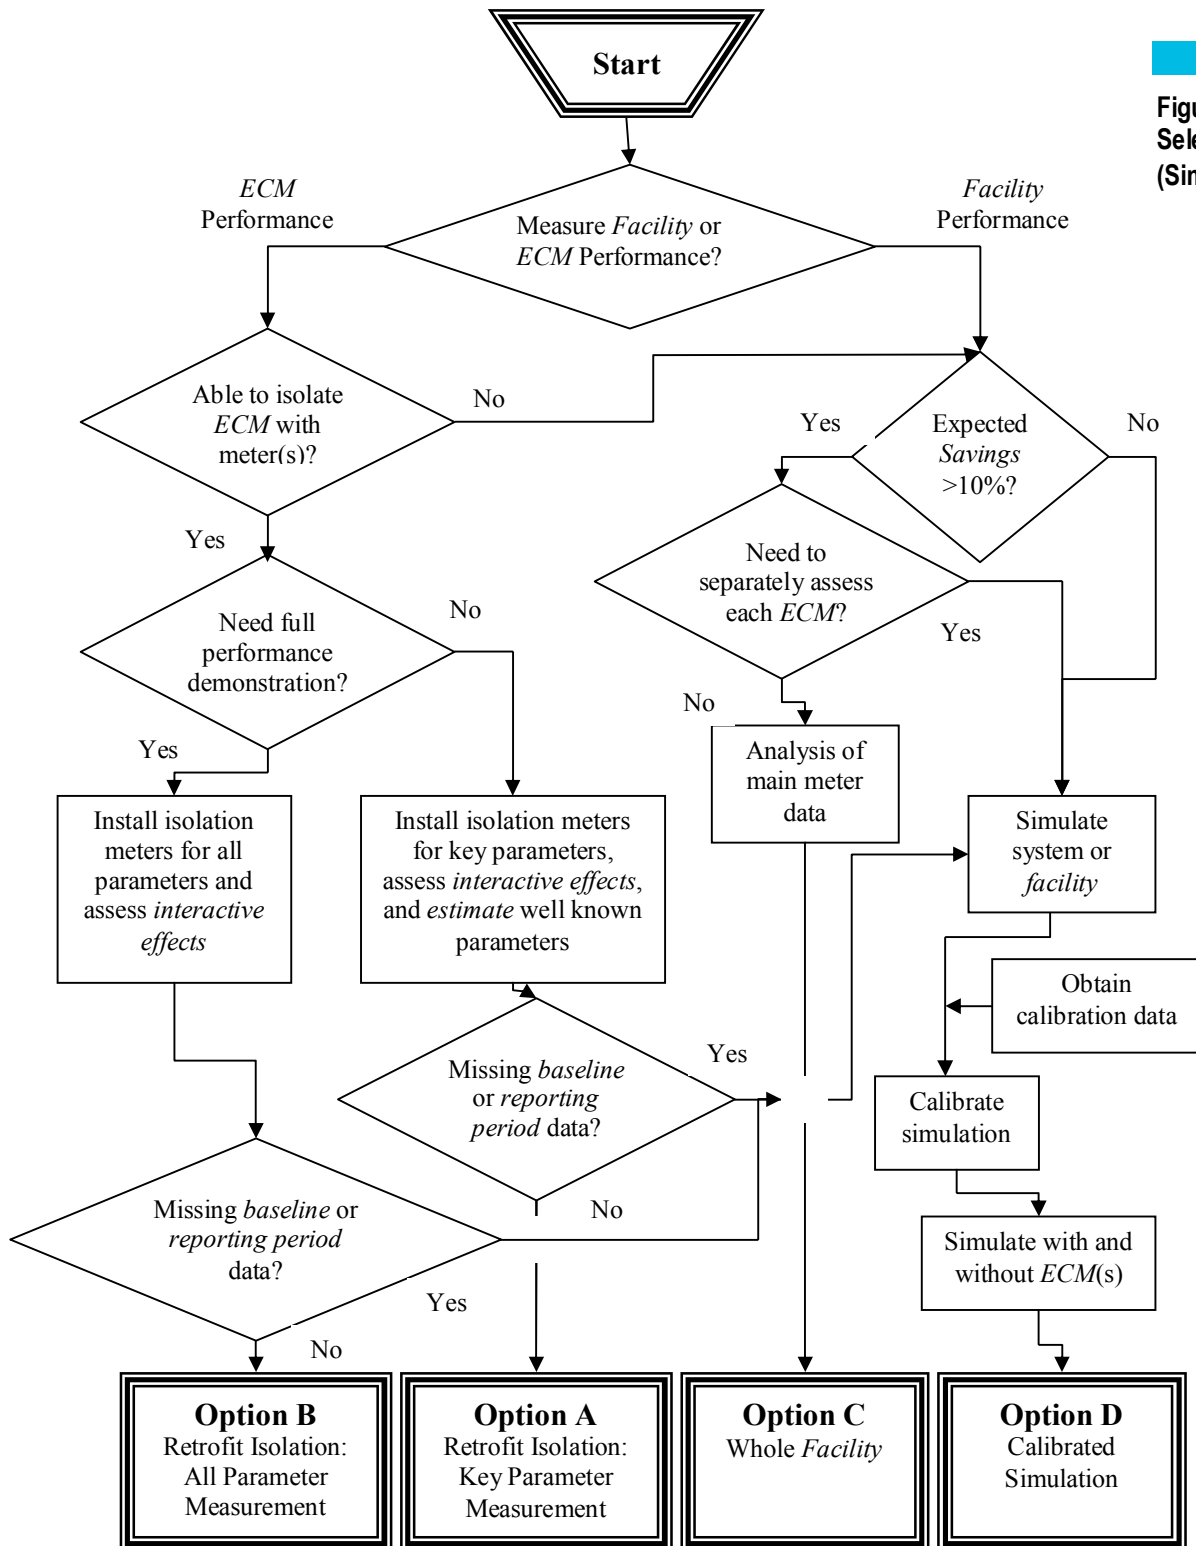 Start
Figu
Sele
(Sin
ECM
Performance
Facility
Performance
Measure Facility or
ECM Performance?
Able to isolate
ECM with
meter(s)?
No
Yes
Expected
Savings
>10%?
No
Yes
Need to
separately assess
each ECM?
Yes
No
Need full
performance
demonstration?
No
Yes
Analysis of
main meter
data
Install isolation
meters for all
parameters and
assess interactive
effects
Install isolation meters
for key parameters,
assess interactive effects,
and estimate well known
parameters
Simulate
system or
facility
Obtain
calibration data
Missing baseline
or reporting
period data?
Yes
No
Calibrate
simulation
Missing baseline or
reporting period
data?
Yes
No
Simulate with and
without ECM(s)
Option B
Retrofit Isolation:
All Parameter
Measurement
Option A
Retrofit Isolation:
Key Parameter
Measurement
Option C
Whole Facility
Option D
Calibrated
Simulation